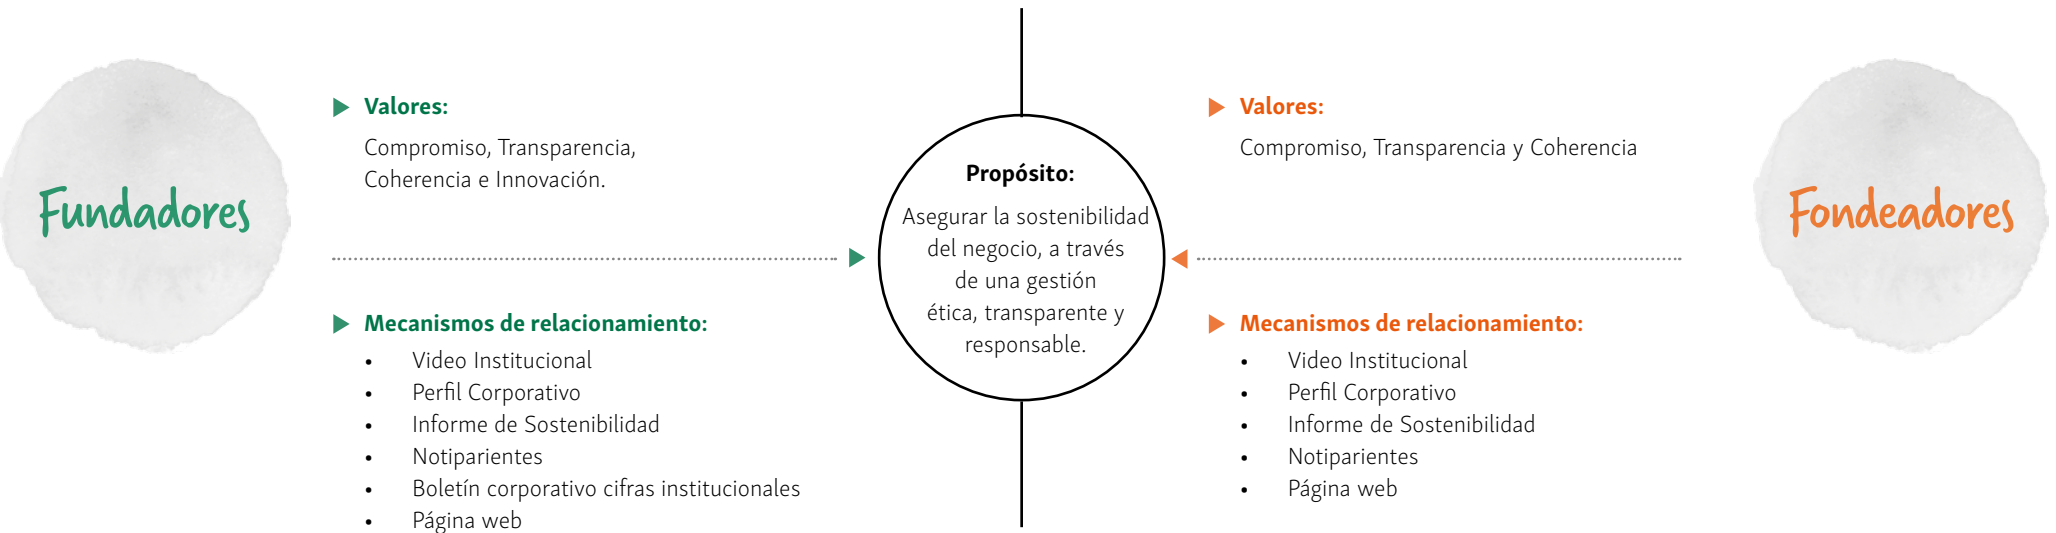 Fundadores
Valores:
Compromiso, Transparencia,
Coherencia e Innovación.
Mecanismos de relacionamiento:
• Video Institucional
• Perfil Corporativo
• Informe de Sostenibilidad
• Notiparientes
• Boletín corporativo cifras institucionales
• Página web
Propósito:
Asegurar la sostenibilidad
del negocio, a través
de una gestión
ética, transparente y
responsable.
Valores:
Compromiso, Transparencia y Coherencia
Mecanismos de relacionamiento:
• Video Institucional
• Perfil Corporativo
• Informe de Sostenibilidad
• Notiparientes
• Página web
Fondeadores